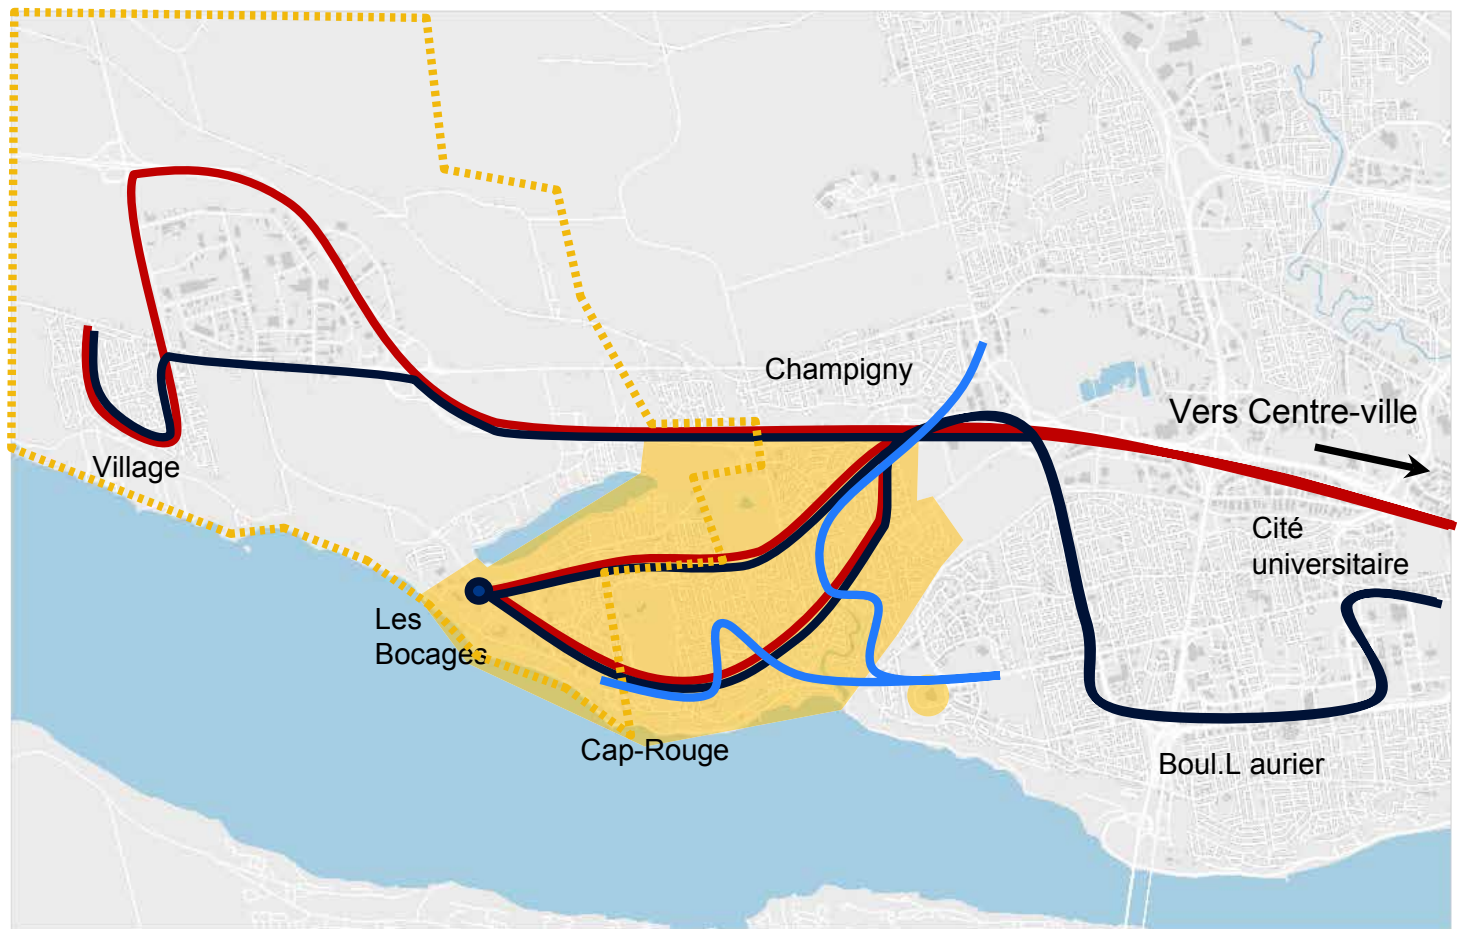 Champigny
Vers Centre-ville
Village
Cité
universitaire
Les
Bocages
Cap-Rouge
Boul.L aurier